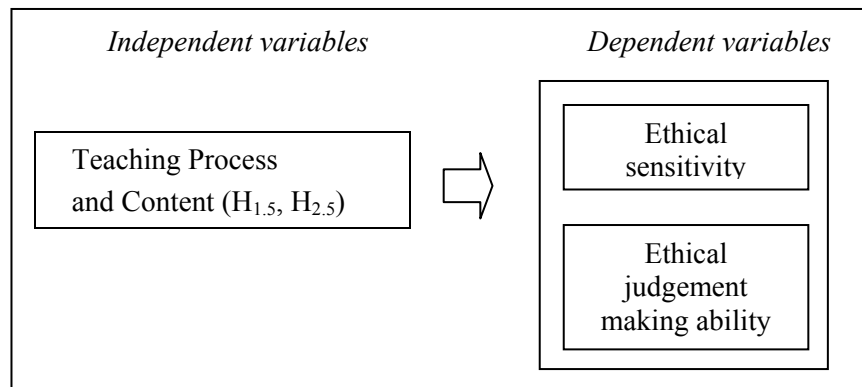 Independent variables
Dependent variables
Teaching Process
and Content (H1.5, H2.5)
Ethical
sensitivity
Ethical
judgement
making ability